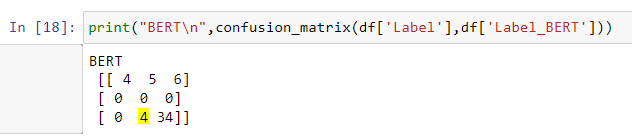 In [18]: print("BERT\n",confusion_matrix(df['Label'],df['Label_BERT']))
BERT
[[ 4 5 6]
[ 0 0 0]
[ 0 4 34]]